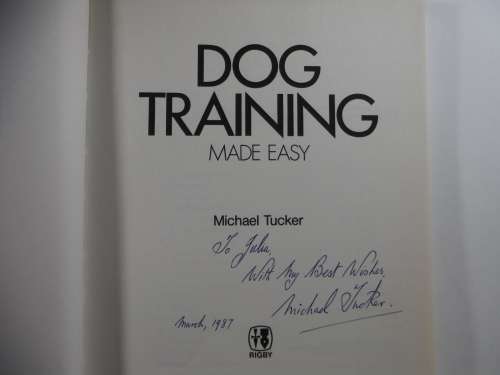 DOG
TRAINING
MADE EASY
Michael Tucker
To Julia,
With My Best Wishes,
Michael Tucker.
March, 1987
RIGBY